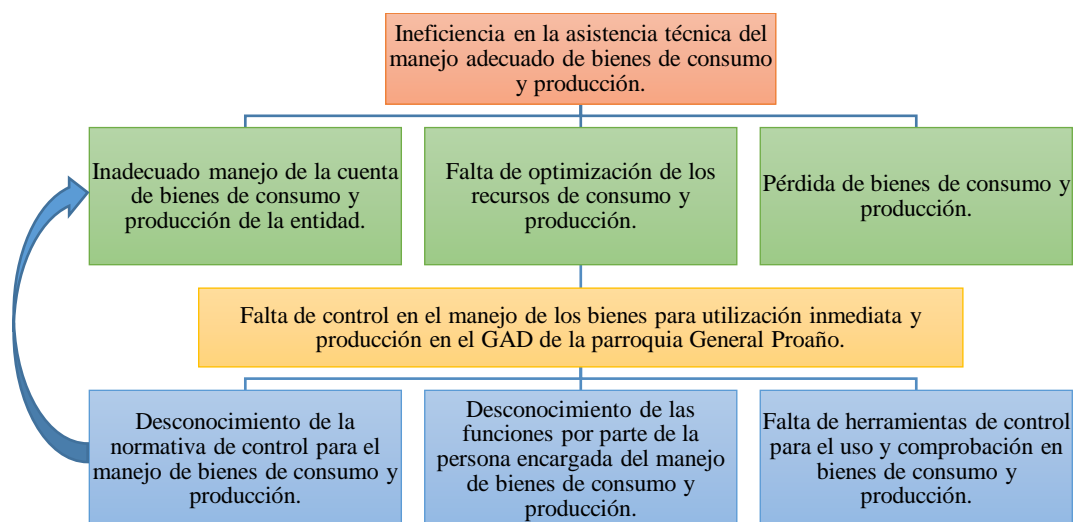 Ineficiencia en la asistencia técnica del
manejo adecuado de bienes de consumo
y producción.
Inadecuado manejo de la cuenta
de bienes de consumo y
producción de la entidad.
Falta de optimización de los
recursos de consumo y
producción.
Pérdida de bienes de consumo y
producción.
Falta de control en el manejo de los bienes para utilización inmediata y
producción en el GAD de la parroquia General Proaño.
Desconocimiento de la
normativa de control para el
manejo de bienes de consumo y
producción.
Desconocimiento de las
funciones por parte de la
persona encargada del manejo
de bienes de consumo y
producción.
Falta de herramientas de control
para el uso y comprobación en
bienes de consumo y
producción.